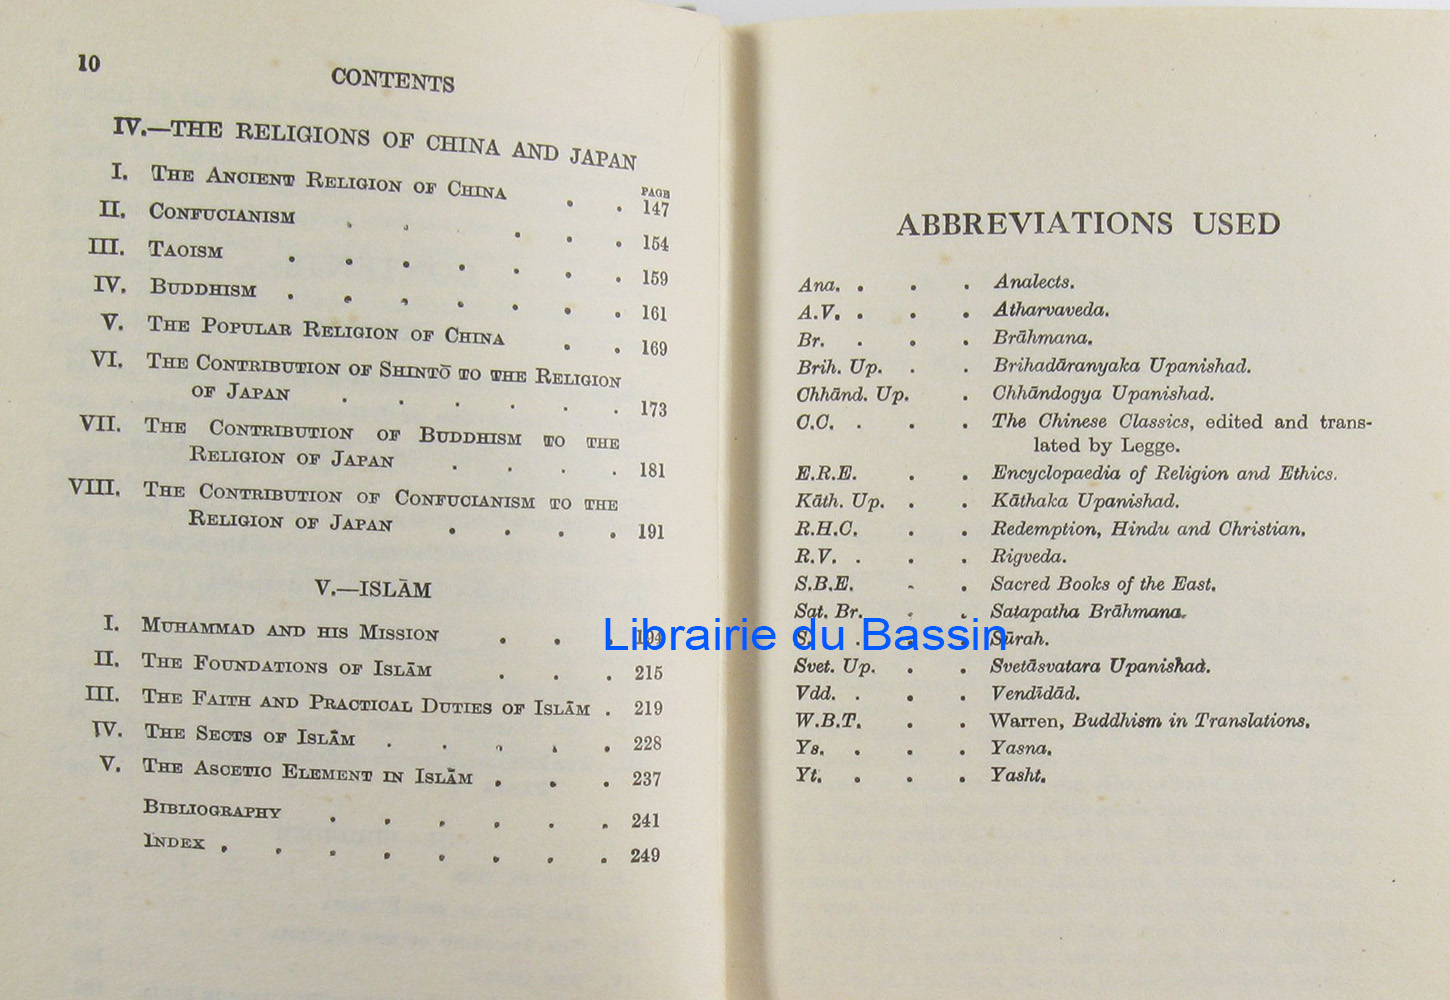 10
CONTENTS
IV.—THE RELIGIONS OF CHINA AND JAPAN
PAGE
I. THE ANCIENT RELIGION OF CHINA . . 147
II. CONFUCIANISM . . . . . 154
III. TAOISM . . . . . . . 159
IV. BUDDHISM . . . . . . . 161
V. THE POPULAR RELIGION OF CHINA . . 169
VI. THE CONTRIBUTION OF SHINTŌ TO THE RELIGION
OF JAPAN . . . . . . 173
VII. THE CONTRIBUTION OF BUDDHISM TO THE
RELIGION OF JAPAN . . . . 181
VIII. THE CONTRIBUTION OF CONFUCIANISM TO THE
RELIGION OF JAPAN . . . . 191
V.—ISLĀM
I. MUHAMMAD AND HIS MISSION . . . 194
II. THE FOUNDATIONS OF ISLĀM . . . 215
III. THE FAITH AND PRACTICAL DUTIES OF ISLĀM . 219
IV. THE SECTS OF ISLĀM . . . . . 228
V. THE ASCETIC ELEMENT IN ISLĀM . . . 237
BIBLIOGRAPHY . . . . . . 241
INDEX . . . . . . . . 249
ABBREVIATIONS USED
Ana. . . . Analects.
A.V. . . . Atharvaveda.
Br. . . . Brāhmana.
Brih. Up. . . Brihadāranyaka Upanishad.
Chhānd. Up. . Chhāndogya Upanishad.
C.C. . . . The Chinese Classics, edited and trans-
lated by Legge.
E.R.E. . . Encyclopaedia of Religion and Ethics.
Kāth. Up. . . Kāthaka Upanishad.
R.H.C. . . Redemption, Hindu and Christian.
R.V. . . . Rigveda.
S.B.E. . . Sacred Books of the East.
Sat. Br. . . Satapatha Brāhmana.
S. . . . Sūrah.
Svet. Up. . . Svetāsvatara Upanishad.
Vdd. . . . Vendīdād.
W.B.T. . . Warren, Buddhism in Translations.
Ys. . . . Yasna.
Yt. . . . Yasht.
Librairie du Bassin